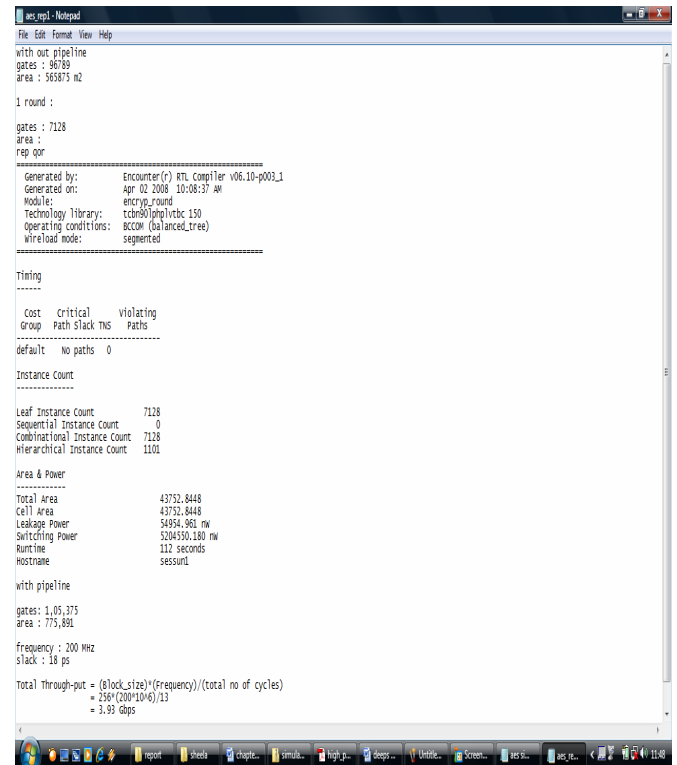 aes_rep1 - Notepad
File Edit Format View Help
with out pipeline
gates : 96789
area : 565875 m2
1 round :
gates : 7128
area :
rep qor
============================================================
Generated by: Encounter(r) RTL Compiler v06.10-p003_1
Generated on: Apr 02 2008 10:08:37 AM
Module: encryp_round
Technology library: tcbn90lphplvtbc 150
Operating conditions: BCCOM (balanced_tree)
Wireload mode: segmented
============================================================
Timing
------
Cost Critical Violating
Group Path Slack TNS Paths
-----------------------------------
default No paths 0
Instance Count
--------------
Leaf Instance Count 7128
Sequential Instance Count 0
Combinational Instance Count 7128
Hierarchical Instance Count 1101
Area & Power
------------
Total Area 43752.8448
Cell Area 43752.8448
Leakage Power 54954.961 nW
Switching Power 5204550.180 nW
Runtime 112 seconds
Hostname sessun1
with pipeline
gates: 1,05,375
area : 775,891
frequency : 200 MHz
slack : 18 ps
Total Through-put = (Block_size)*(Frequency)/(total no of cycles)
= 256*(200*10^6)/13
= 3.93 Gbps
report sheela chapte... simula... high_p... deeps ... Untitle... Screen... aes si... aes_re... 11:48